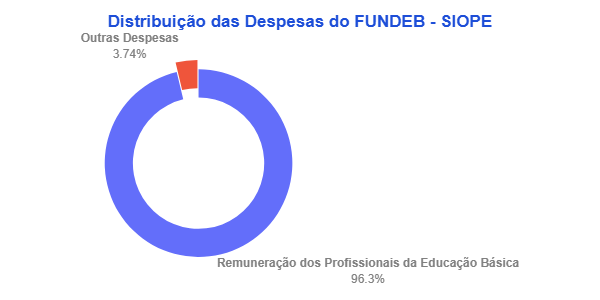 Distribuição das Despesas do FUNDEB - SIOPE
Outras Despesas
3.74%
Remuneração dos Profissionais da Educação Básica
96.3%